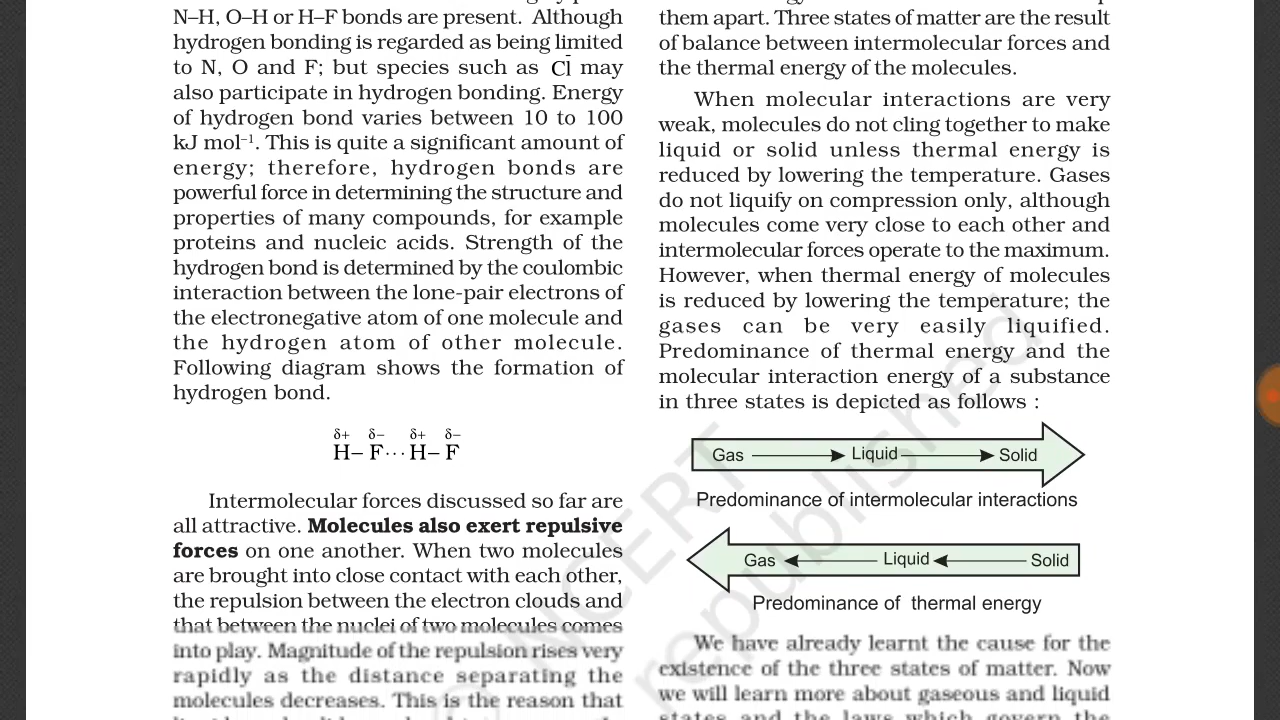 N–H, O–H or H–F bonds are present. Although
hydrogen bonding is regarded as being limited
to N, O and F; but species such as Cl̄ may
also participate in hydrogen bonding. Energy
of hydrogen bond varies between 10 to 100
kJ mol⁻¹. This is quite a significant amount of
energy; therefore, hydrogen bonds are
powerful force in determining the structure and
properties of many compounds, for example
proteins and nucleic acids. Strength of the
hydrogen bond is determined by the coulombic
interaction between the lone-pair electrons of
the electronegative atom of one molecule and
the hydrogen atom of other molecule.
Following diagram shows the formation of
hydrogen bond.
δ+ δ– δ+ δ–
H– F··· H– F
Intermolecular forces discussed so far are
all attractive. Molecules also exert repulsive
forces on one another. When two molecules
are brought into close contact with each other,
the repulsion between the electron clouds and
that between the nuclei of two molecules comes
into play. Magnitude of the repulsion rises very
rapidly as the distance separating the
molecules decreases. This is the reason that
them apart. Three states of matter are the result
of balance between intermolecular forces and
the thermal energy of the molecules.
When molecular interactions are very
weak, molecules do not cling together to make
liquid or solid unless thermal energy is
reduced by lowering the temperature. Gases
do not liquify on compression only, although
molecules come very close to each other and
intermolecular forces operate to the maximum.
However, when thermal energy of molecules
is reduced by lowering the temperature; the
gases can be very easily liquified.
Predominance of thermal energy and the
molecular interaction energy of a substance
in three states is depicted as follows :
Gas Liquid Solid
Predominance of intermolecular interactions
Gas Liquid Solid
Predominance of thermal energy
We have already learnt the cause for the
existence of the three states of matter. Now
we will learn more about gaseous and liquid
states and the laws which govern the
© NCERT
republished